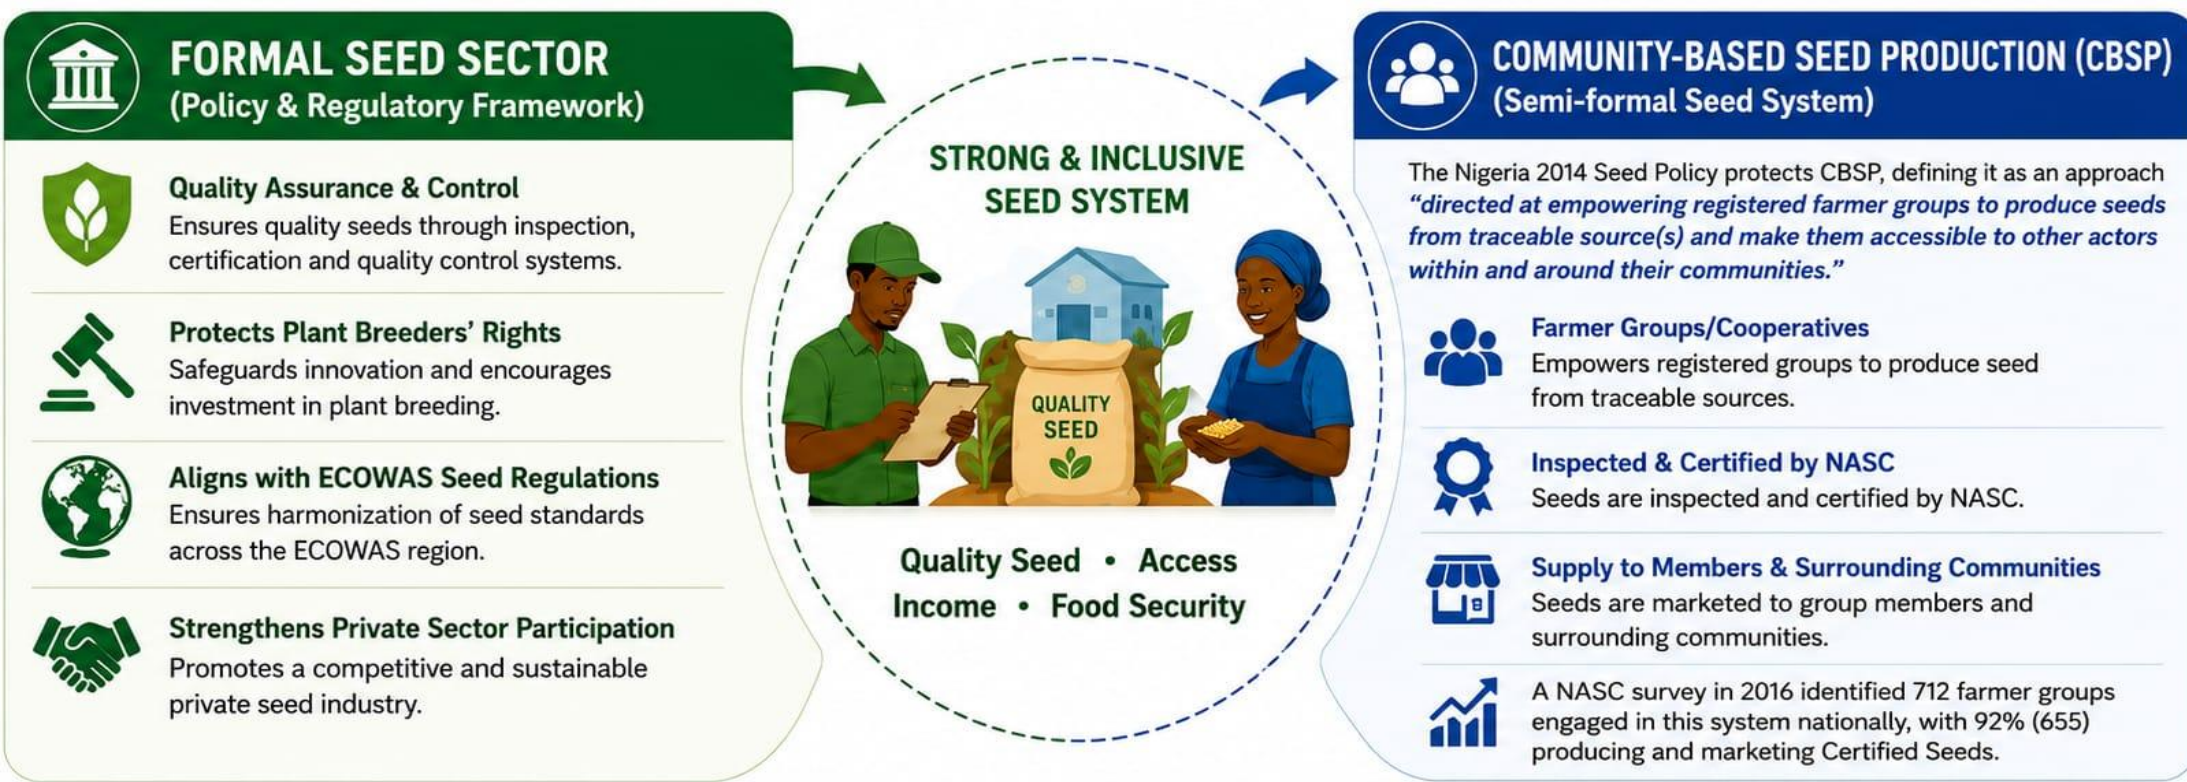 FORMAL SEED SECTOR
(Policy & Regulatory Framework)
Quality Assurance & Control
Ensures quality seeds through inspection,
certification and quality control systems.
Protects Plant Breeders’ Rights
Safeguards innovation and encourages
investment in plant breeding.
Aligns with ECOWAS Seed Regulations
Ensures harmonization of seed standards
across the ECOWAS region.
Strengthens Private Sector Participation
Promotes a competitive and sustainable
private seed industry.
STRONG & INCLUSIVE
SEED SYSTEM
QUALITY
SEED
Quality Seed • Access
Income • Food Security
COMMUNITY-BASED SEED PRODUCTION (CBSP)
(Semi-formal Seed System)
The Nigeria 2014 Seed Policy protects CBSP, defining it as an approach
“directed at empowering registered farmer groups to produce seeds
from traceable source(s) and make them accessible to other actors
within and around their communities.”
Farmer Groups/Cooperatives
Empowers registered groups to produce seed
from traceable sources.
Inspected & Certified by NASC
Seeds are inspected and certified by NASC.
Supply to Members & Surrounding Communities
Seeds are marketed to group members and
surrounding communities.
A NASC survey in 2016 identified 712 farmer groups
engaged in this system nationally, with 92% (655)
producing and marketing Certified Seeds.